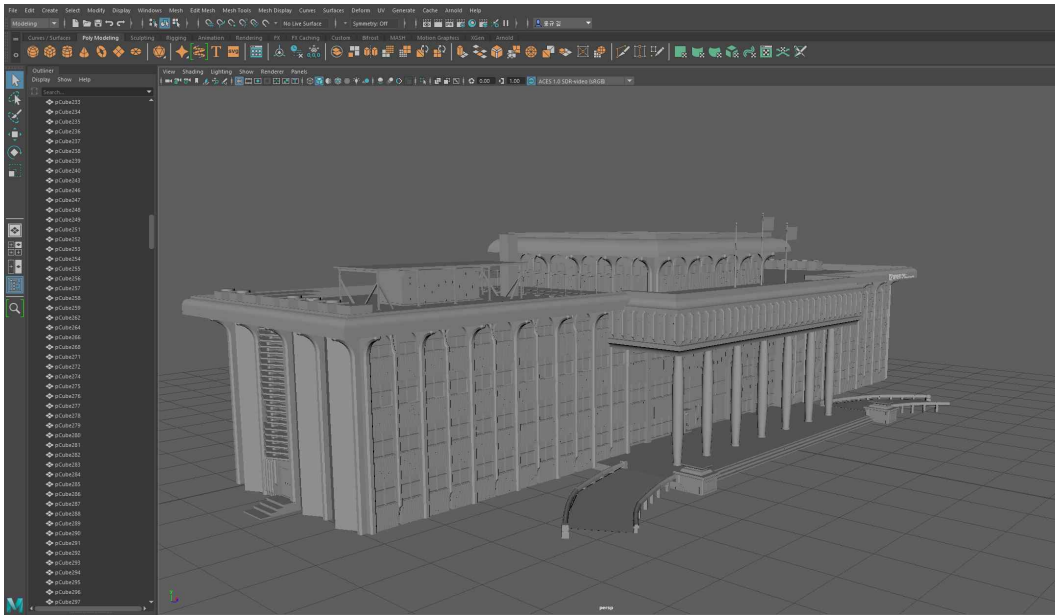 File Edit Create Select Modify Display Windows Mesh Edit Mesh Mesh Tools Mesh Display Curves Surfaces Deform UV Generate Cache Arnold Help
Modeling No Live Surface Symmetry: Off
Curves / Surfaces Poly Modeling Sculpting Rigging Animation Rendering FX FX Caching Custom Bifrost MASH Motion Graphics XGen Arnold
T SVG
Outliner
Display Show Help
Search...
View Shading Lighting Show Renderer Panels
0.00 1.00 ACES 1.0 SDR-video (sRGB)
pCube233
pCube234
pCube235
pCube236
pCube237
pCube238
pCube239
pCube240
pCube243
pCube246
pCube247
pCube248
pCube249
pCube251
pCube252
pCube253
pCube254
pCube255
pCube256
pCube257
pCube258
pCube259
pCube262
pCube264
pCube266
pCube268
pCube271
pCube272
pCube274
pCube275
pCube276
pCube277
pCube278
pCube279
pCube280
pCube281
pCube282
pCube283
pCube284
pCube285
pCube286
pCube287
pCube288
pCube289
pCube290
pCube291
pCube292
pCube293
pCube294
pCube295
pCube296
pCube297
persp
M